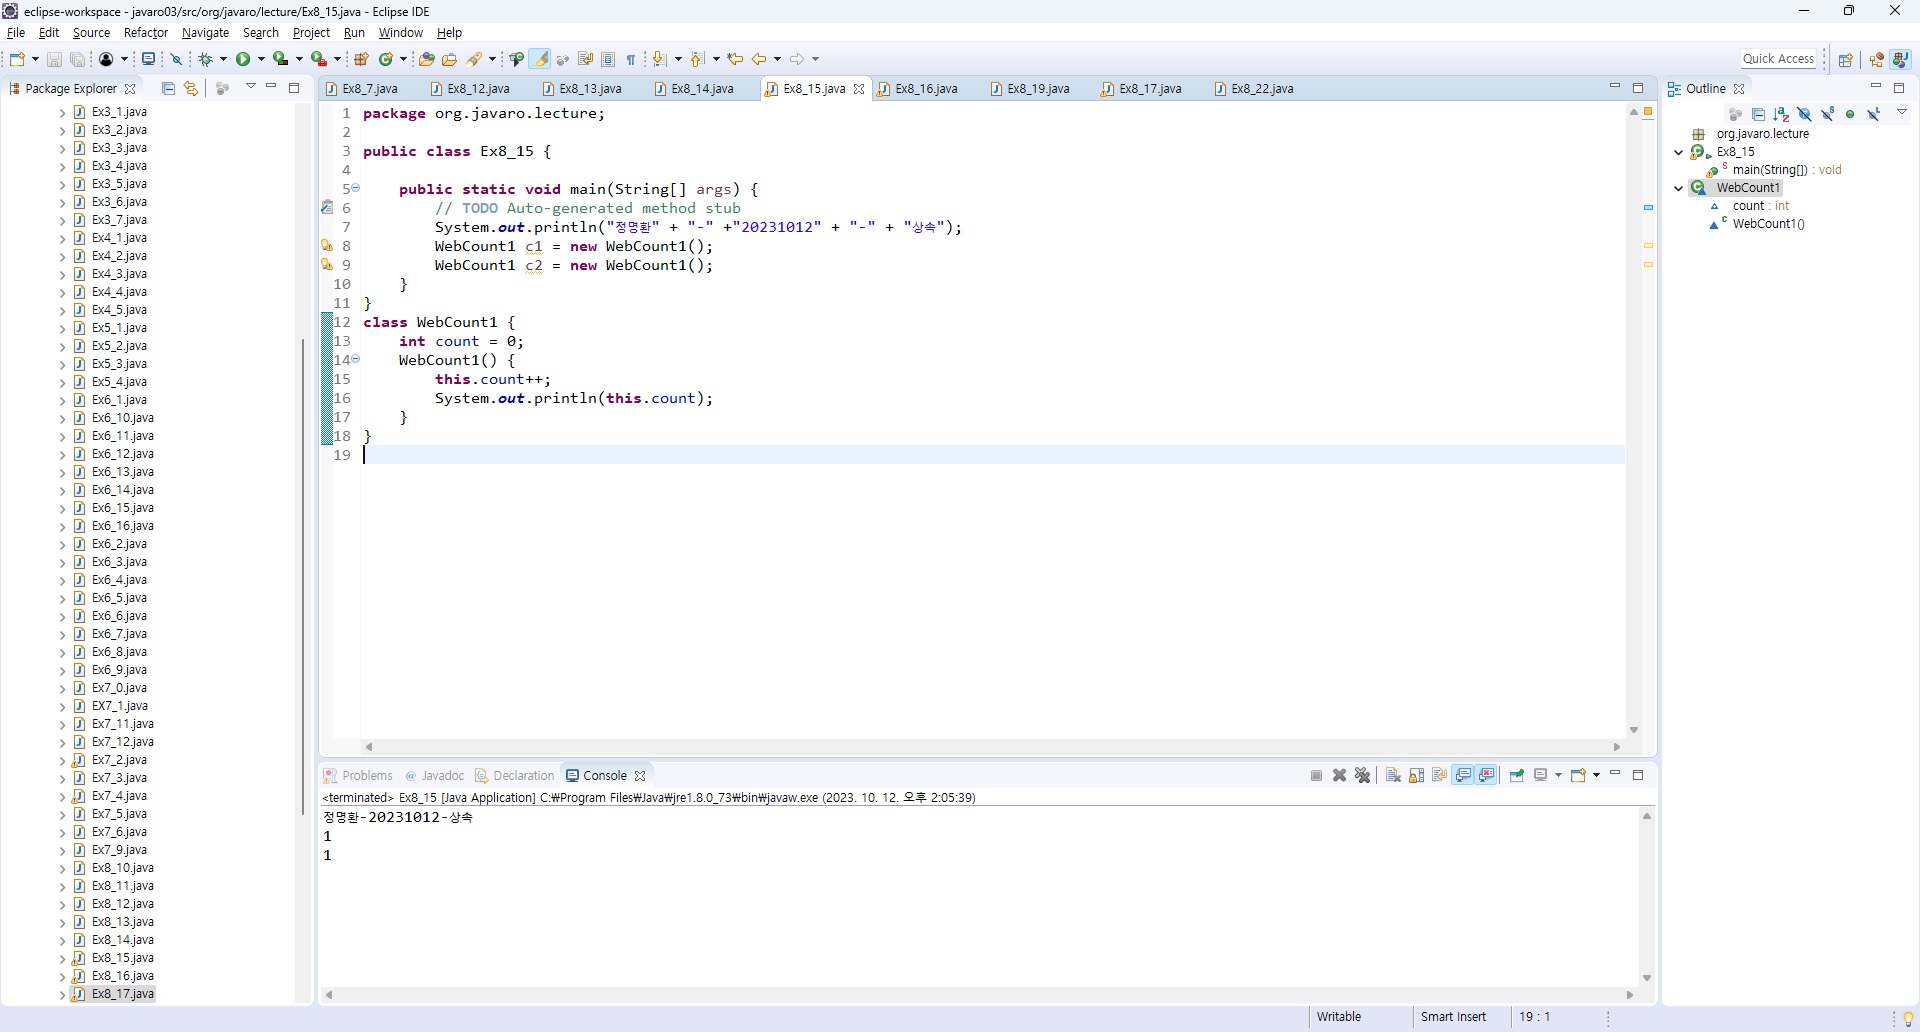 eclipse-workspace - javaro03/src/org/javaro/lecture/Ex8_15.java - Eclipse IDE
File Edit Source Refactor Navigate Search Project Run Window Help
Quick Access
Package Explorer
Ex3_1.java
Ex3_2.java
Ex3_3.java
Ex3_4.java
Ex3_5.java
Ex3_6.java
Ex3_7.java
Ex4_1.java
Ex4_2.java
Ex4_3.java
Ex4_4.java
Ex4_5.java
Ex5_1.java
Ex5_2.java
Ex5_3.java
Ex5_4.java
Ex6_1.java
Ex6_10.java
Ex6_11.java
Ex6_12.java
Ex6_13.java
Ex6_14.java
Ex6_15.java
Ex6_16.java
Ex6_2.java
Ex6_3.java
Ex6_4.java
Ex6_5.java
Ex6_6.java
Ex6_7.java
Ex6_8.java
Ex6_9.java
Ex7_0.java
EX7_1.java
Ex7_11.java
Ex7_12.java
Ex7_2.java
Ex7_3.java
Ex7_4.java
Ex7_5.java
Ex7_6.java
Ex7_9.java
Ex8_10.java
Ex8_11.java
Ex8_12.java
Ex8_13.java
Ex8_14.java
Ex8_15.java
Ex8_16.java
Ex8_17.java
Ex8_7.java Ex8_12.java Ex8_13.java Ex8_14.java Ex8_15.java Ex8_16.java Ex8_19.java Ex8_17.java Ex8_22.java
1 package org.javaro.lecture;
2
3 public class Ex8_15 {
4
5 public static void main(String[] args) {
6 // TODO Auto-generated method stub
7 System.out.println("정명환" + "-" +"20231012" + "-" + "상속");
8 WebCount1 c1 = new WebCount1();
9 WebCount1 c2 = new WebCount1();
10 }
11 }
12 class WebCount1 {
13 int count = 0;
14 WebCount1() {
15 this.count++;
16 System.out.println(this.count);
17 }
18 }
19
Problems @ Javadoc Declaration Console
<terminated> Ex8_15 [Java Application] C:₩Program Files₩Java₩jre1.8.0_73₩bin₩javaw.exe (2023. 10. 12. 오후 2:05:39)
정명환-20231012-상속
1
1
Outline
org.javaro.lecture
Ex8_15
main(String[]) : void
WebCount1
count : int
WebCount1()
Writable Smart Insert 19 : 1